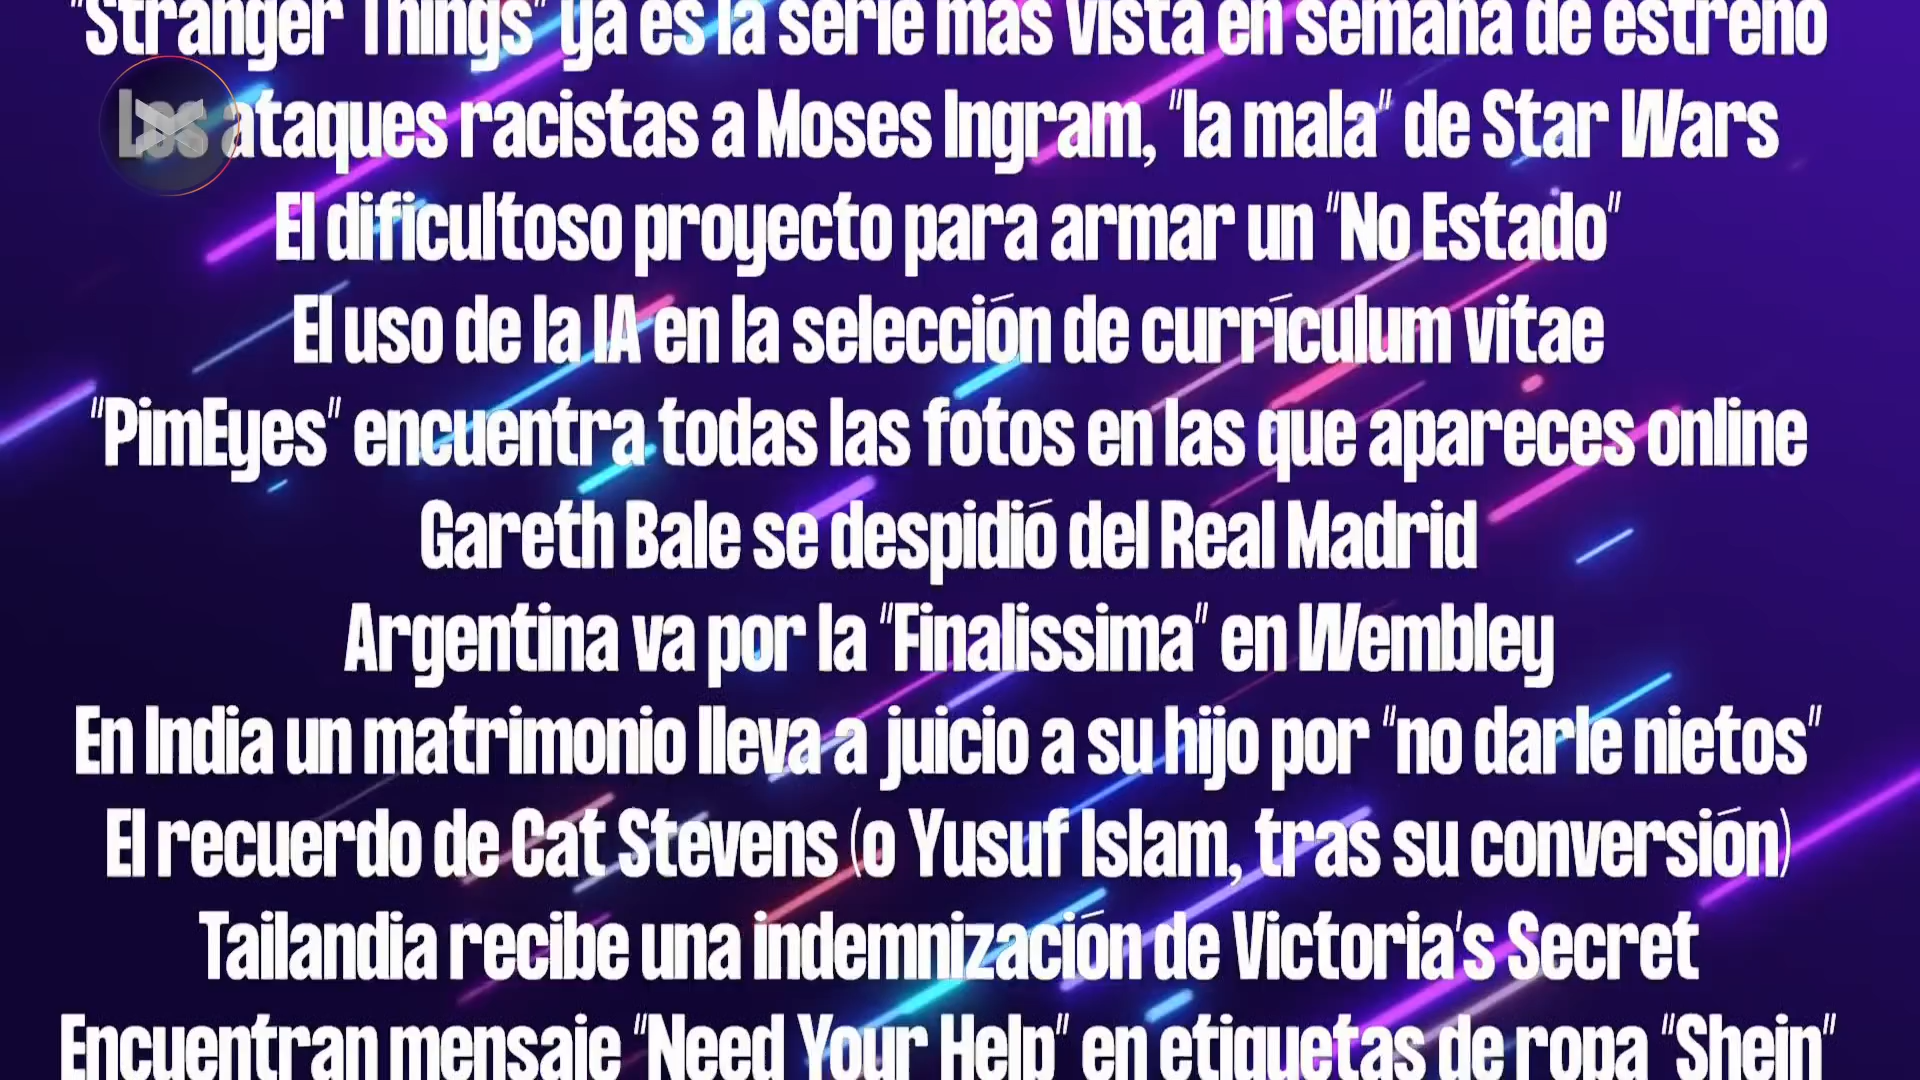 "Stranger Things" ya es la serie más vista en semana de estreno
Los ataques racistas a Moses Ingram, "la mala" de Star Wars
El dificultoso proyecto para armar un "No Estado"
El uso de la IA en la selección de currículum vitae
"PimEyes" encuentra todas las fotos en las que apareces online
Gareth Bale se despidió del Real Madrid
Argentina va por la "Finalissima" en Wembley
En India un matrimonio lleva a juicio a su hijo por "no darle nietos"
El recuerdo de Cat Stevens (o Yusuf Islam, tras su conversión)
Tailandia recibe una indemnización de Victoria's Secret
Encuentran mensaje "Need Your Help" en etiquetas de ropa "Shein"